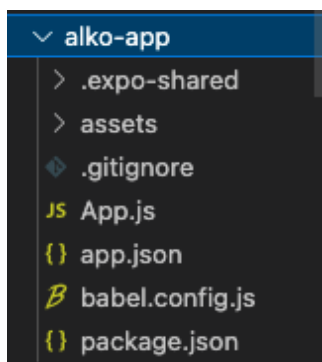 alko-app
.expo-shared
assets
.gitignore
JS App.js
{} app.json
babel.config.js
{} package.json